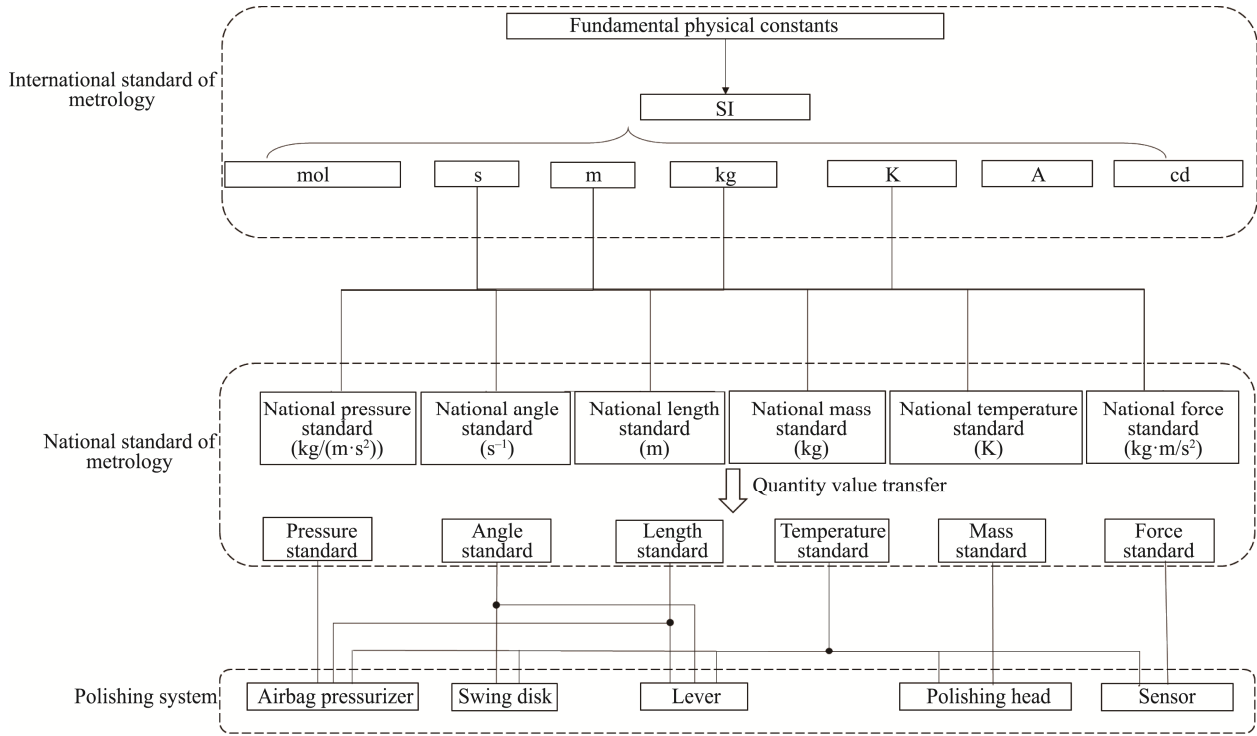 Fundamental physical constants
International standard of
metrology
SI
mol
s
m
kg
K
A
cd
National standard of
metrology
National pressure
standard
(kg/(m·s²))
National angle
standard
(s⁻¹)
National length
standard
(m)
National mass
standard
(kg)
National temperature
standard
(K)
National force
standard
(kg·m/s²)
Quantity value transfer
Pressure
standard
Angle
standard
Length
standard
Temperature
standard
Mass
standard
Force
standard
Polishing system
Airbag pressurizer
Swing disk
Lever
Polishing head
Sensor